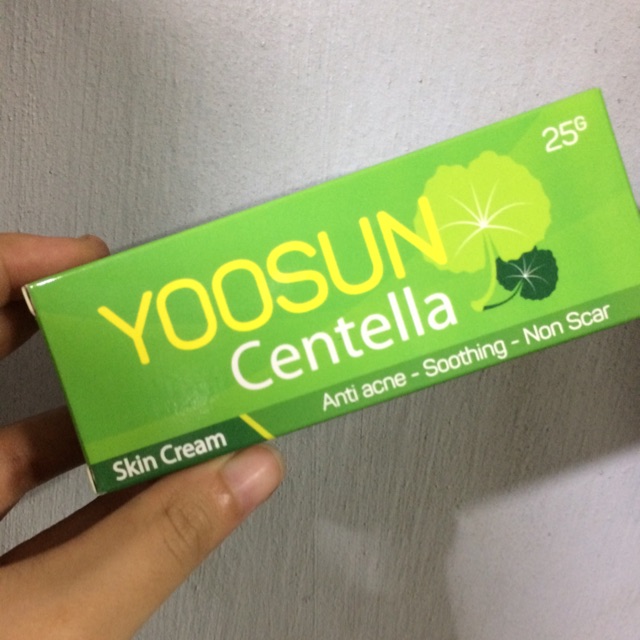 25G
YOOSUN
Centella
Anti acne - Soothing - Non Scar
Skin Cream